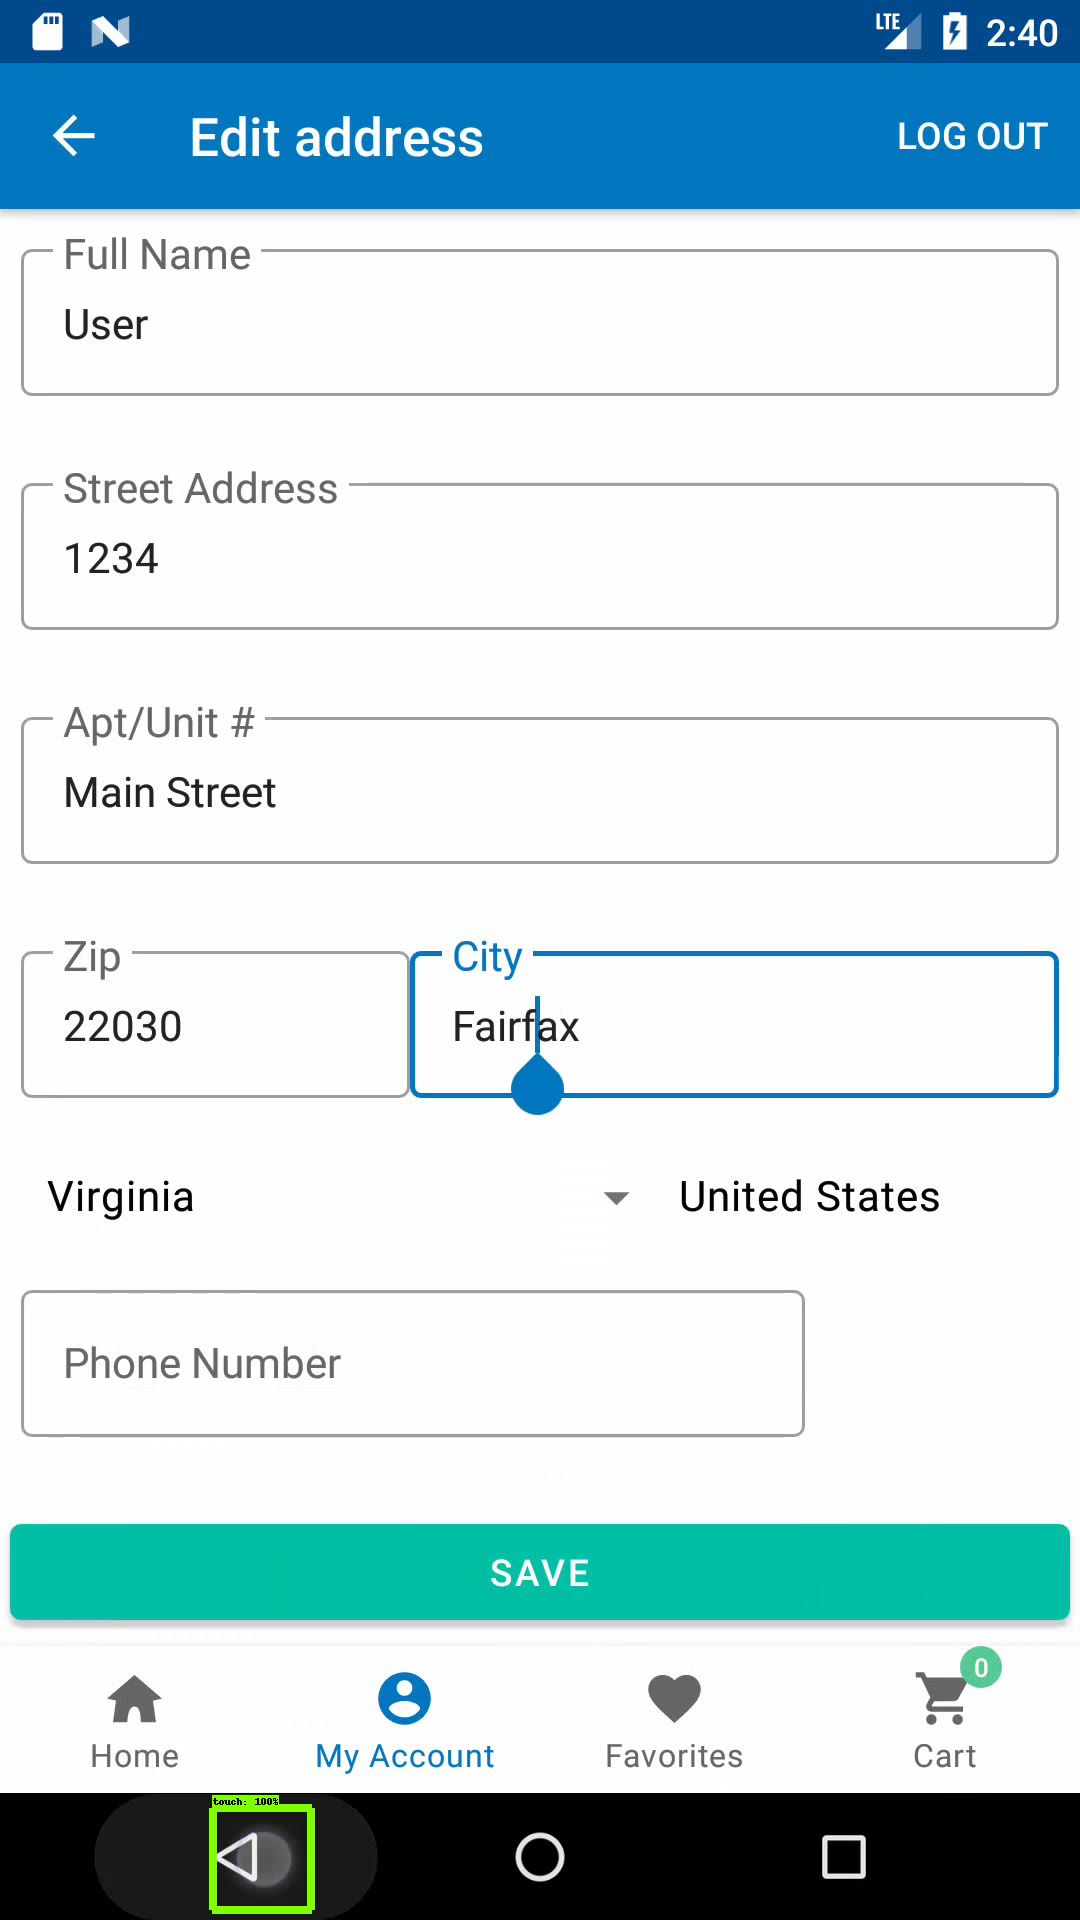 LTE 2:40
Edit address LOG OUT
Full Name
User
Street Address
1234
Apt/Unit #
Main Street
Zip City
22030 Fairfax
Virginia United States
Phone Number
SAVE
0
Home My Account Favorites Cart
touch: 100%